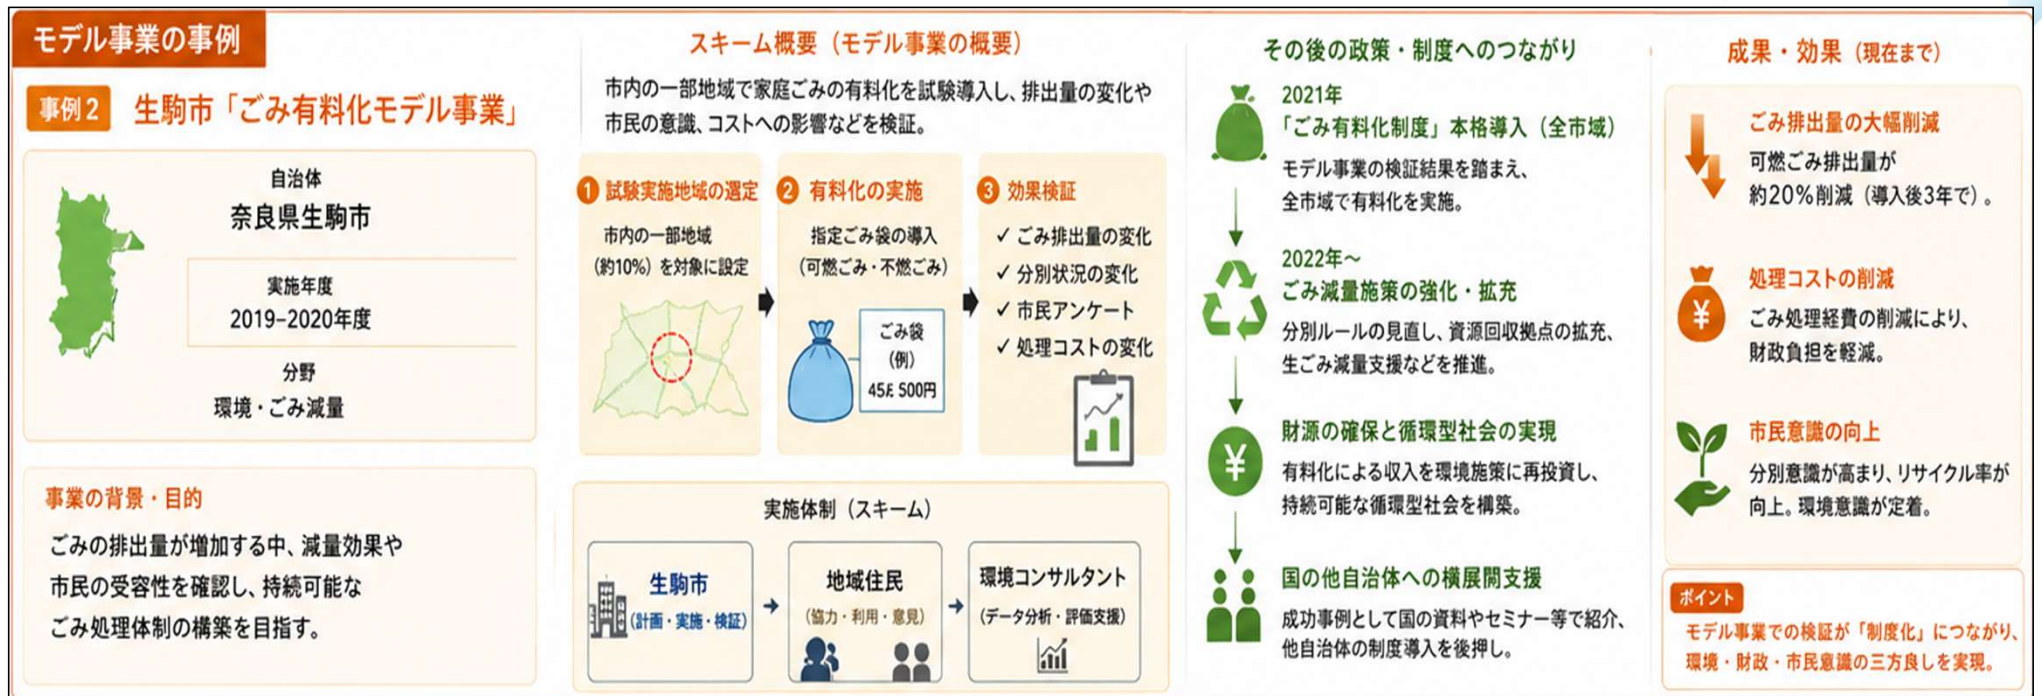 モデル事業の事例
事例2
生駒市「ごみ有料化モデル事業」
自治体
奈良県生駒市
実施年度
2019–2020年度
分野
環境・ごみ減量
事業の背景・目的
ごみの排出量が増加する中、減量効果や
市民の受容性を確認し、持続可能な
ごみ処理体制の構築を目指す。
スキーム概要（モデル事業の概要）
市内の一部地域で家庭ごみの有料化を試験導入し、排出量の変化や
市民の意識、コストへの影響などを検証。
1 試験実施地域の選定
市内の一部地域
（約10%）を対象に設定
2 有料化の実施
指定ごみ袋の導入
（可燃ごみ・不燃ごみ）
ごみ袋
（例）
500円
3 効果検証
✓ ごみ排出量の変化
✓ 分別状況の変化
✓ 市民アンケート
✓ 処理コストの変化
実施体制（スキーム）
生駒市
（計画・実施・検証）
地域住民
（協力・利用・意見）
環境コンサルタント
（データ分析・評価支援）
その後の政策・制度へのつながり
2021年
「ごみ有料化制度」本格導入（全市域）
モデル事業の検証結果を踏まえ、
全市域で有料化を実施。
2022年～
ごみ減量施策の強化・拡充
分別ルールの見直し、資源回収拠点の拡充、
生ごみ減量支援などを推進。
¥
財源の確保と循環型社会の実現
有料化による収入を環境施策に再投資し、
持続可能な循環型社会を構築。
国の他自治体への横展開支援
成功事例として国の資料やセミナー等で紹介、
他自治体の制度導入を後押し。
成果・効果（現在まで）
ごみ排出量の大幅削減
可燃ごみ排出量が
約20%削減（導入後3年で）。
処理コストの削減
¥
ごみ処理経費の削減により、
財政負担を軽減。
市民意識の向上
分別意識が高まり、リサイクル率が
向上。環境意識が定着。
ポイント
モデル事業での検証が「制度化」につながり、
環境・財政・市民意識の三方良しを実現。